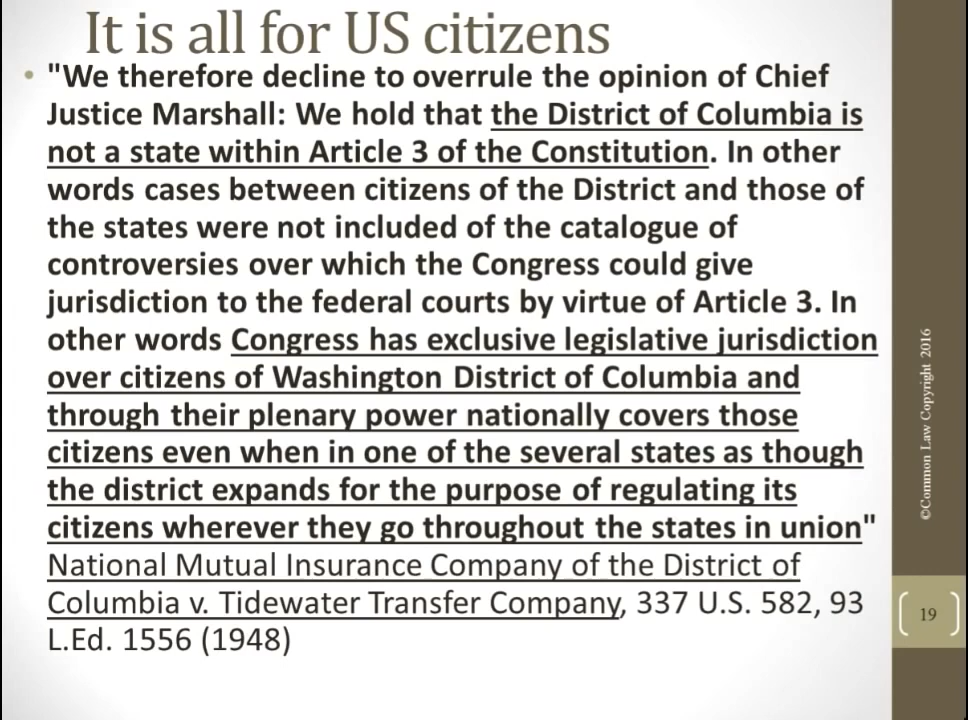 It is all for US citizens
• "We therefore decline to overrule the opinion of Chief
Justice Marshall: We hold that the District of Columbia is
not a state within Article 3 of the Constitution. In other
words cases between citizens of the District and those of
the states were not included of the catalogue of
controversies over which the Congress could give
jurisdiction to the federal courts by virtue of Article 3. In
other words Congress has exclusive legislative jurisdiction
over citizens of Washington District of Columbia and
through their plenary power nationally covers those
citizens even when in one of the several states as though
the district expands for the purpose of regulating its
citizens wherever they go throughout the states in union"
National Mutual Insurance Company of the District of
Columbia v. Tidewater Transfer Company, 337 U.S. 582, 93
L.Ed. 1556 (1948)
©Common Law Copyright 2016
19